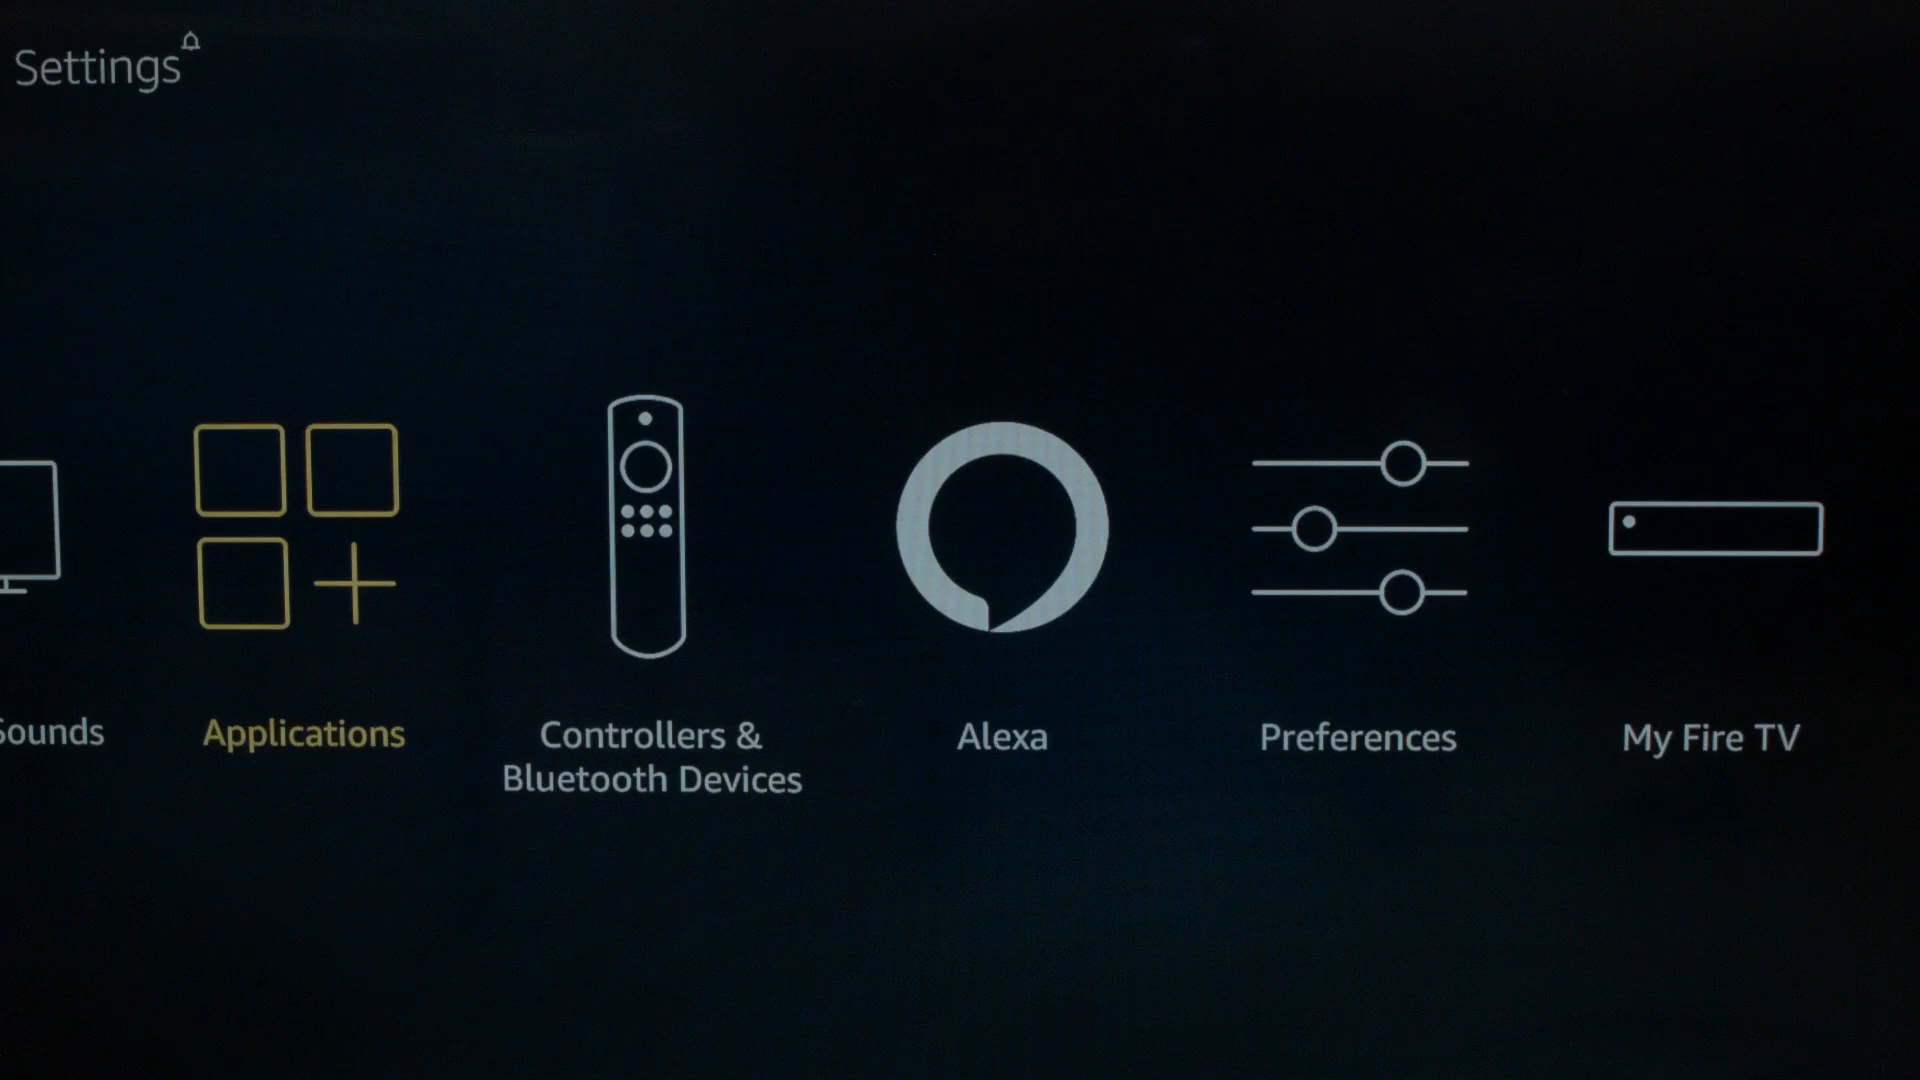 Settings
Sounds
Applications
Controllers &
Bluetooth Devices
Alexa
Preferences
My Fire TV